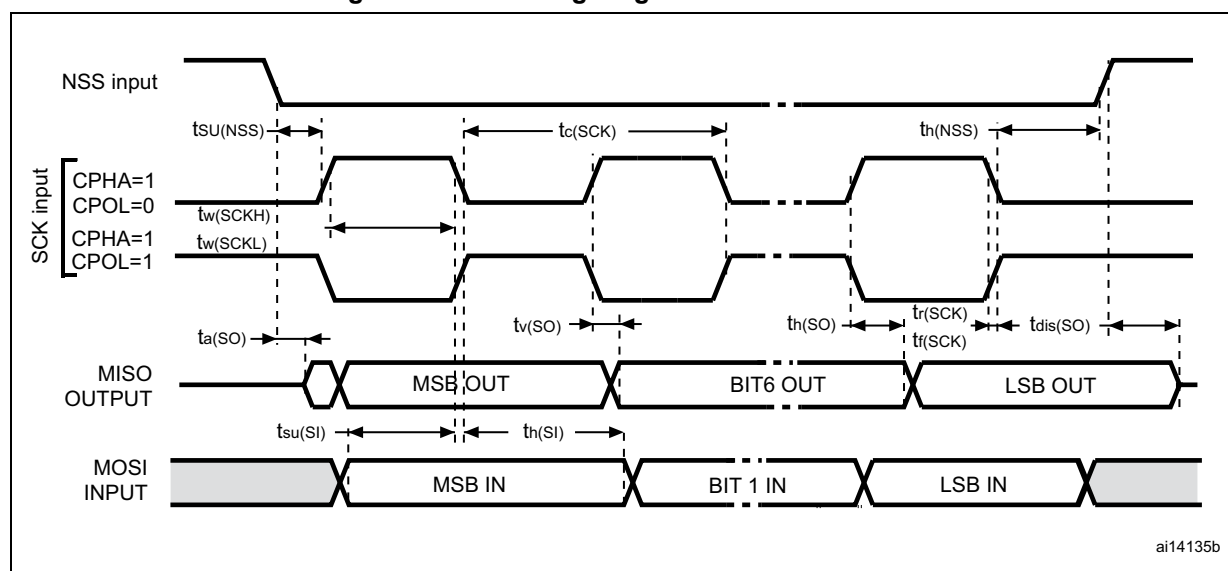 NSS input
tSU(NSS)
tc(SCK)
th(NSS)
SCK input
CPHA=1
CPOL=0
tw(SCKH)
CPHA=1
tw(SCKL)
CPOL=1
ta(SO)
tv(SO)
th(SO)
tr(SCK)
tf(SCK)
tdis(SO)
MISO
OUTPUT
MSB OUT
BIT6 OUT
LSB OUT
tsu(SI)
th(SI)
MOSI
INPUT
MSB IN
BIT 1 IN
LSB IN
ai14135b